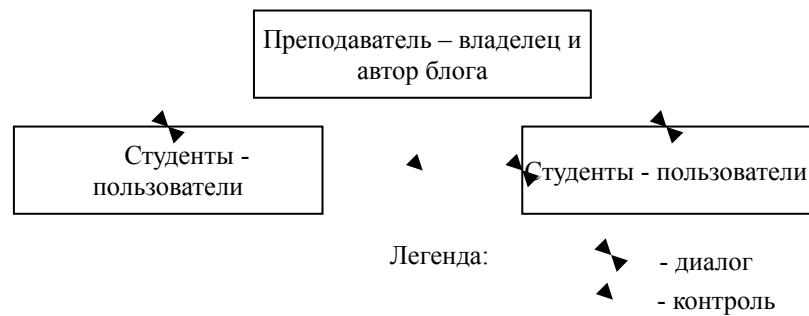 Преподаватель – владелец и
автор блога
Студенты -
пользователи
Студенты - пользователи
Легенда:
- диалог
- контроль